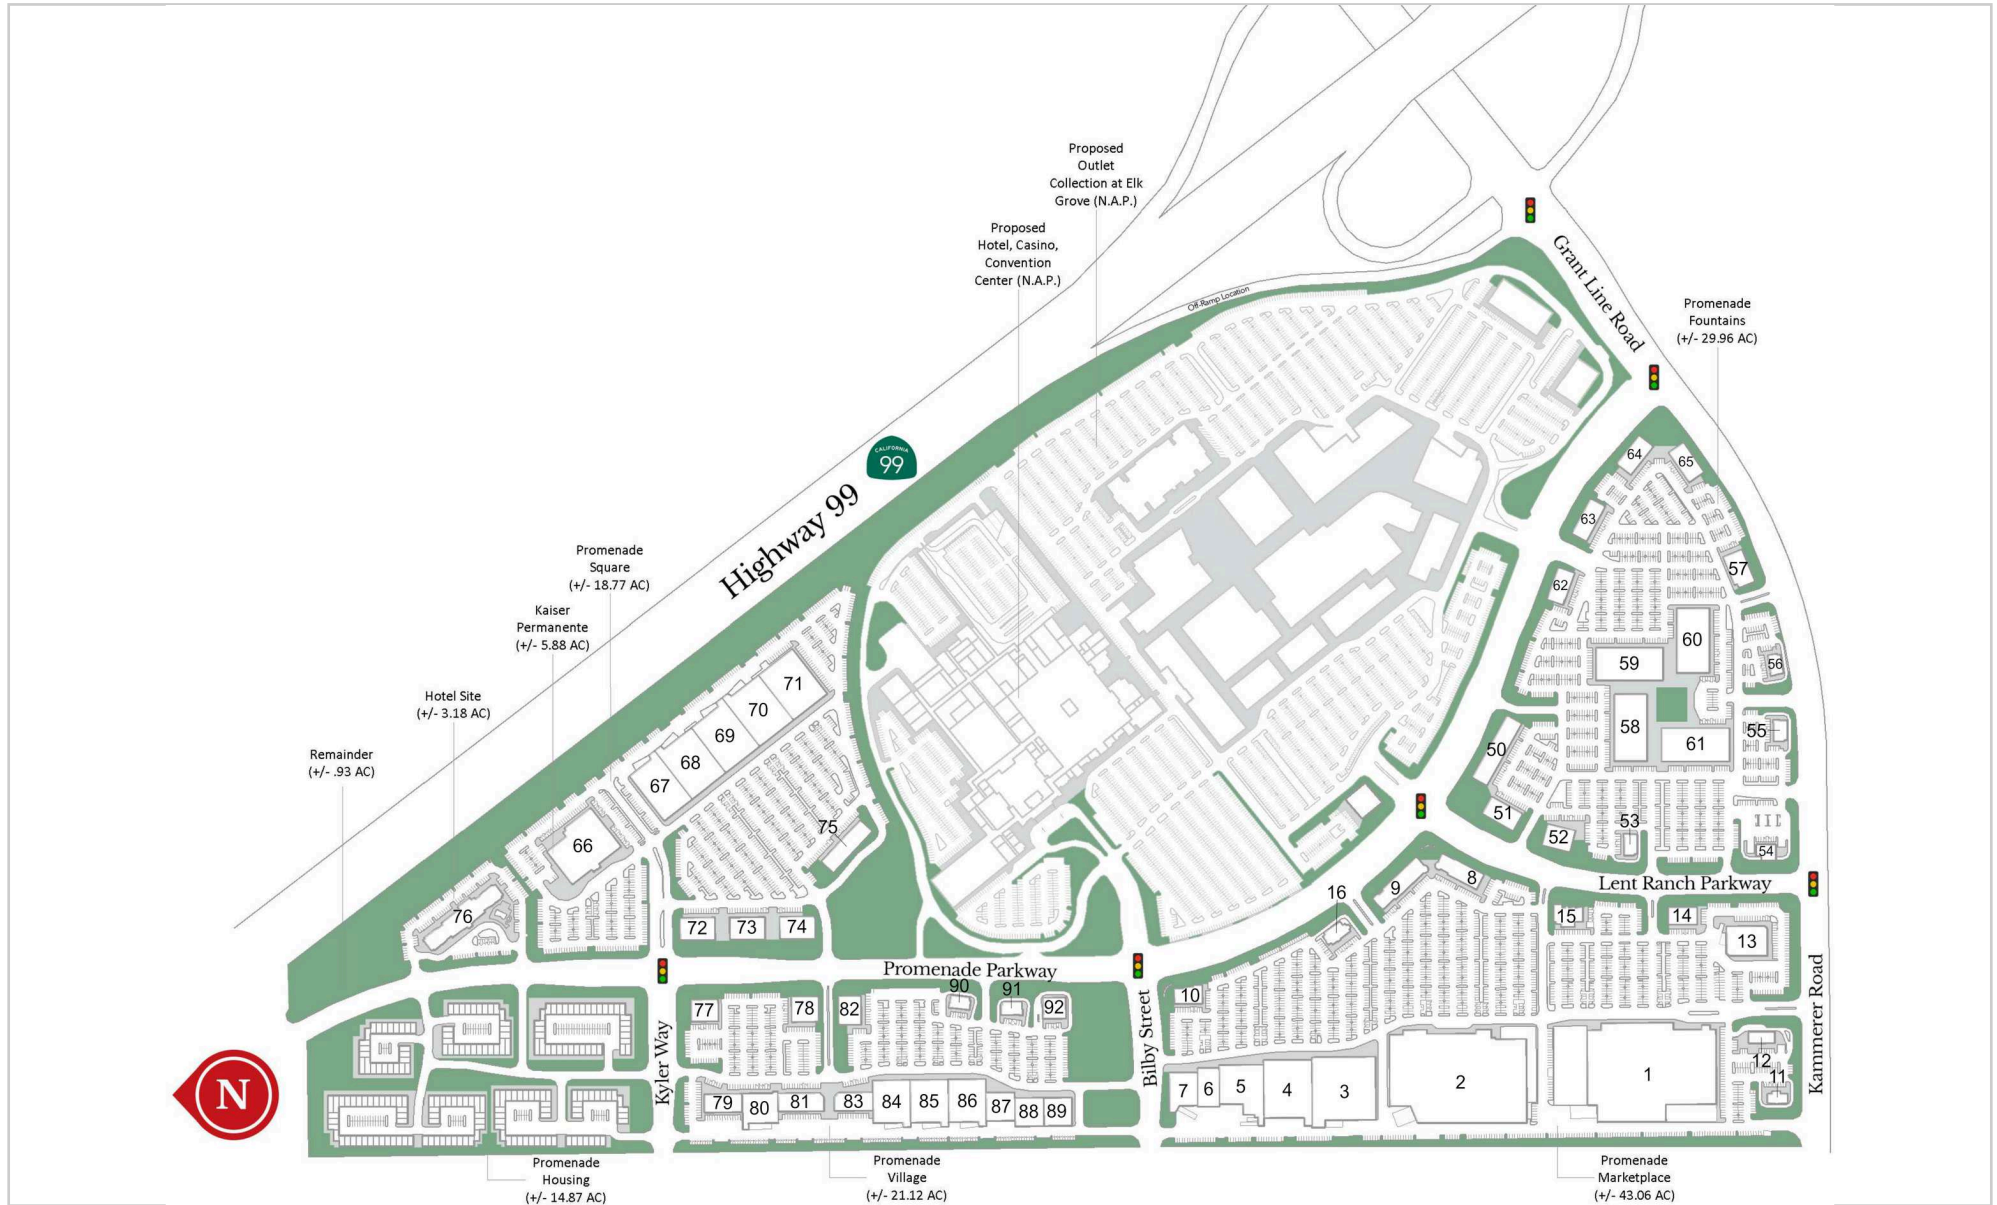 Proposed
Outlet
Collection at Elk
Grove (N.A.P.)
Proposed
Hotel, Casino,
Convention
Center (N.A.P.)
Off-Ramp Location
Grant Line Road
Promenade
Fountains
(+/- 29.96 AC)
CALIFORNIA
99
Highway 99
Promenade
Square
(+/- 18.77 AC)
Kaiser
Permanente
(+/- 5.88 AC)
Hotel Site
(+/- 3.18 AC)
Remainder
(+/- .93 AC)
64
65
63
57
62
60
59
56
58
61
55
50
51
52
53
54
71
70
69
68
67
66
75
76
72
73
74
Lent Ranch Parkway
16
9
8
15
14
13
Promenade Parkway
90
91
92
10
77
78
82
Kyler Way
Bilby Street
Kammerer Road
N
79
80
81
83
84
85
86
87
88
89
7
6
5
4
3
2
1
12
11
Promenade
Housing
(+/- 14.87 AC)
Promenade
Village
(+/- 21.12 AC)
Promenade
Marketplace
(+/- 43.06 AC)